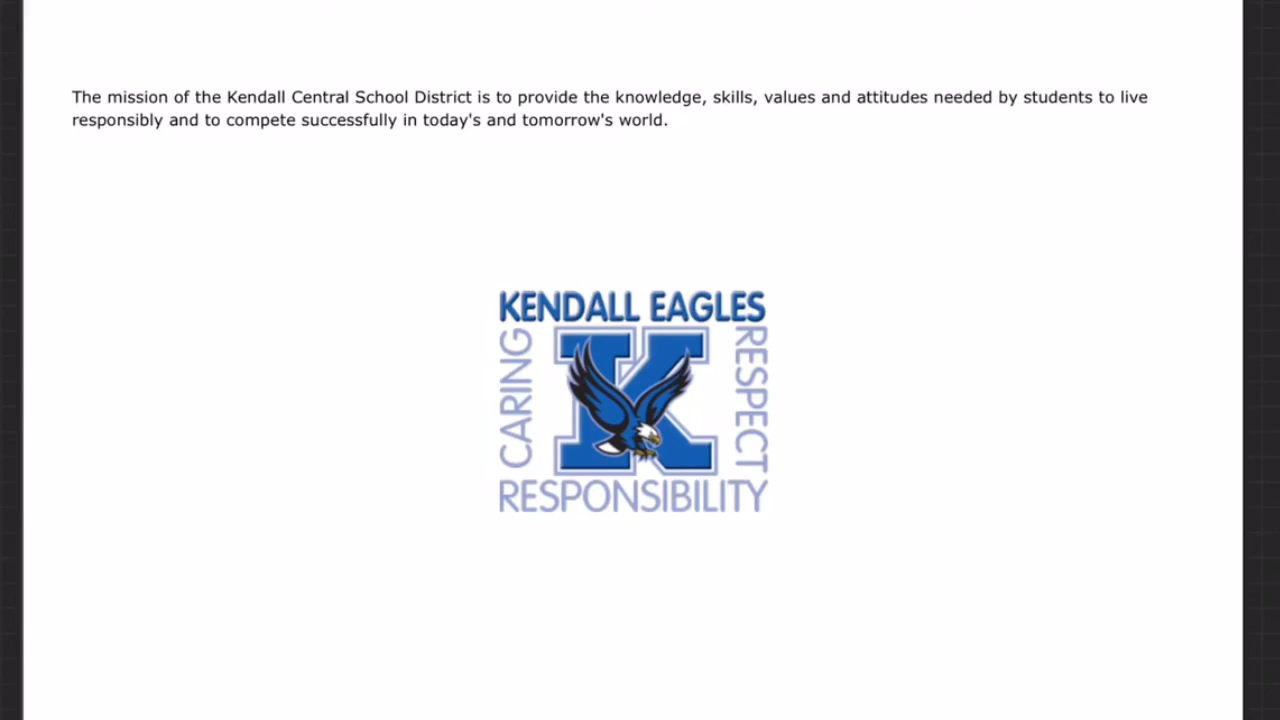 The mission of the Kendall Central School District is to provide the knowledge, skills, values and attitudes needed by students to live
responsibly and to compete successfully in today's and tomorrow's world.
KENDALL EAGLES
CARING
K
RESPECT
RESPONSIBILITY